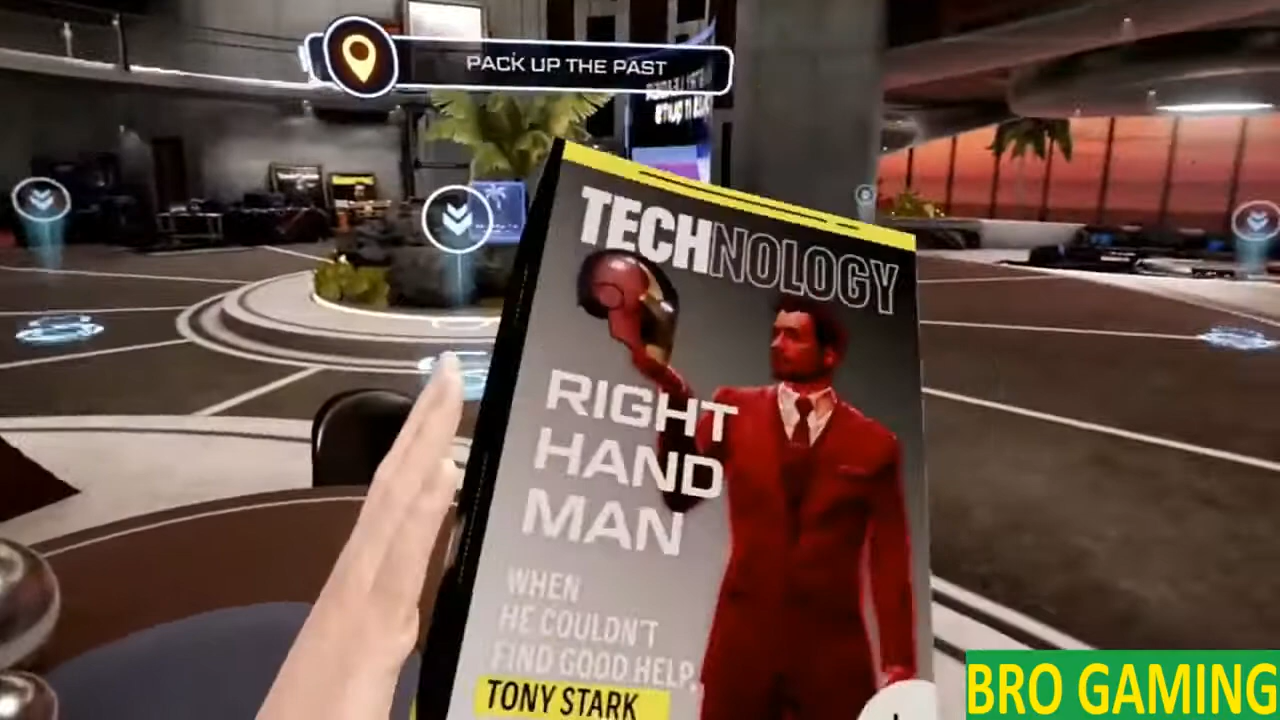 PACK UP THE PAST
TECHNOLOGY
RIGHT
HAND
MAN
WHEN
HE COULDN'T
FIND GOOD HELP,
TONY STARK
BRO GAMING